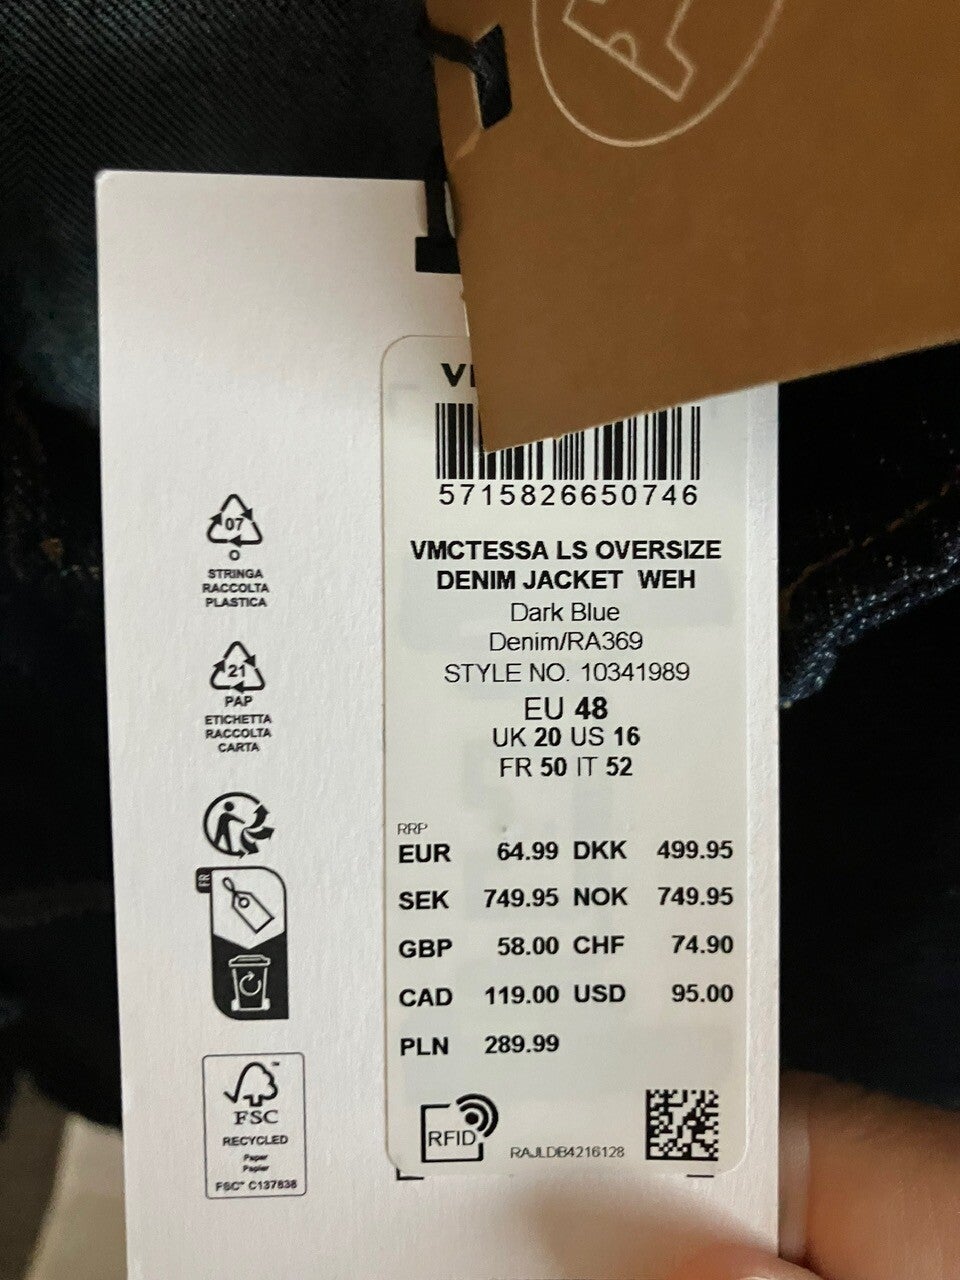 5715826650746
VMCTESSA LS OVERSIZE
DENIM JACKET WEH
Dark Blue
Denim/RA369
STYLE NO. 10341989
EU 48
UK 20 US 16
FR 50 IT 52
RRP
EUR 64.99 DKK 499.95
SEK 749.95 NOK 749.95
GBP 58.00 CHF 74.90
CAD 119.00 USD 95.00
PLN 289.99
RFID
RAJLDB4216128
07
O
STRINGA
RACCOLTA
PLASTICA
21
PAP
ETICHETTA
RACCOLTA
CARTA
FR
FSC
RECYCLED
Paper
Papier
FSC® C137838